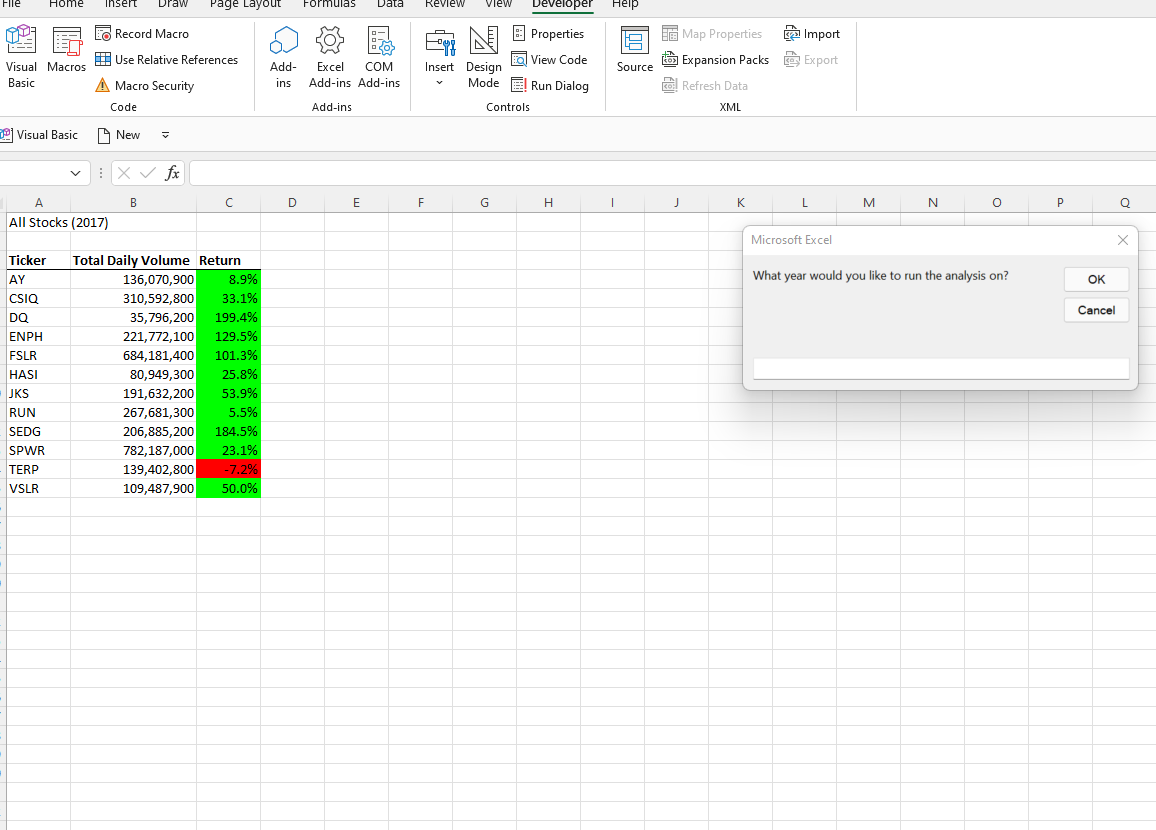 File Home Insert Draw Page Layout Formulas Data Review View Developer Help
Visual Basic
Macros
Record Macro
Use Relative References
Macro Security
Code
Add-ins
Excel Add-ins
COM Add-ins
Add-ins
Insert
Design Mode
Properties
View Code
Run Dialog
Controls
Source
Map Properties
Expansion Packs
Refresh Data
Import
Export
XML
Visual Basic New
fx
A B C D E F G H I J K L M N O P Q
All Stocks (2017)
Ticker Total Daily Volume Return
AY 136,070,900 8.9%
CSIQ 310,592,800 33.1%
DQ 35,796,200 199.4%
ENPH 221,772,100 129.5%
FSLR 684,181,400 101.3%
HASI 80,949,300 25.8%
JKS 191,632,200 53.9%
RUN 267,681,300 5.5%
SEDG 206,885,200 184.5%
SPWR 782,187,000 23.1%
TERP 139,402,800 -7.2%
VSLR 109,487,900 50.0%
Microsoft Excel
What year would you like to run the analysis on?
OK
Cancel